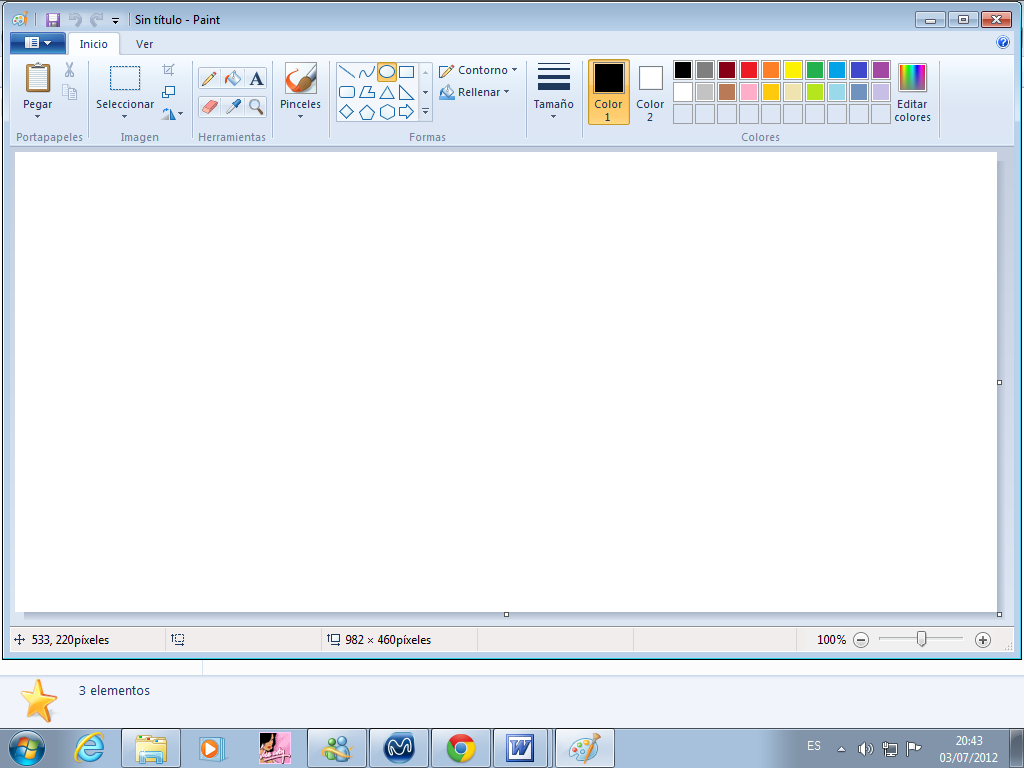 Sin título - Paint
Inicio Ver
Pegar
Seleccionar
Pinceles
Contorno
Rellenar
Tamaño
Color 1
Color 2
Editar colores
Portapapeles Imagen Herramientas Formas Colores
533, 220píxeles 982 × 460píxeles 100%
3 elementos
ES 20:43
03/07/2012